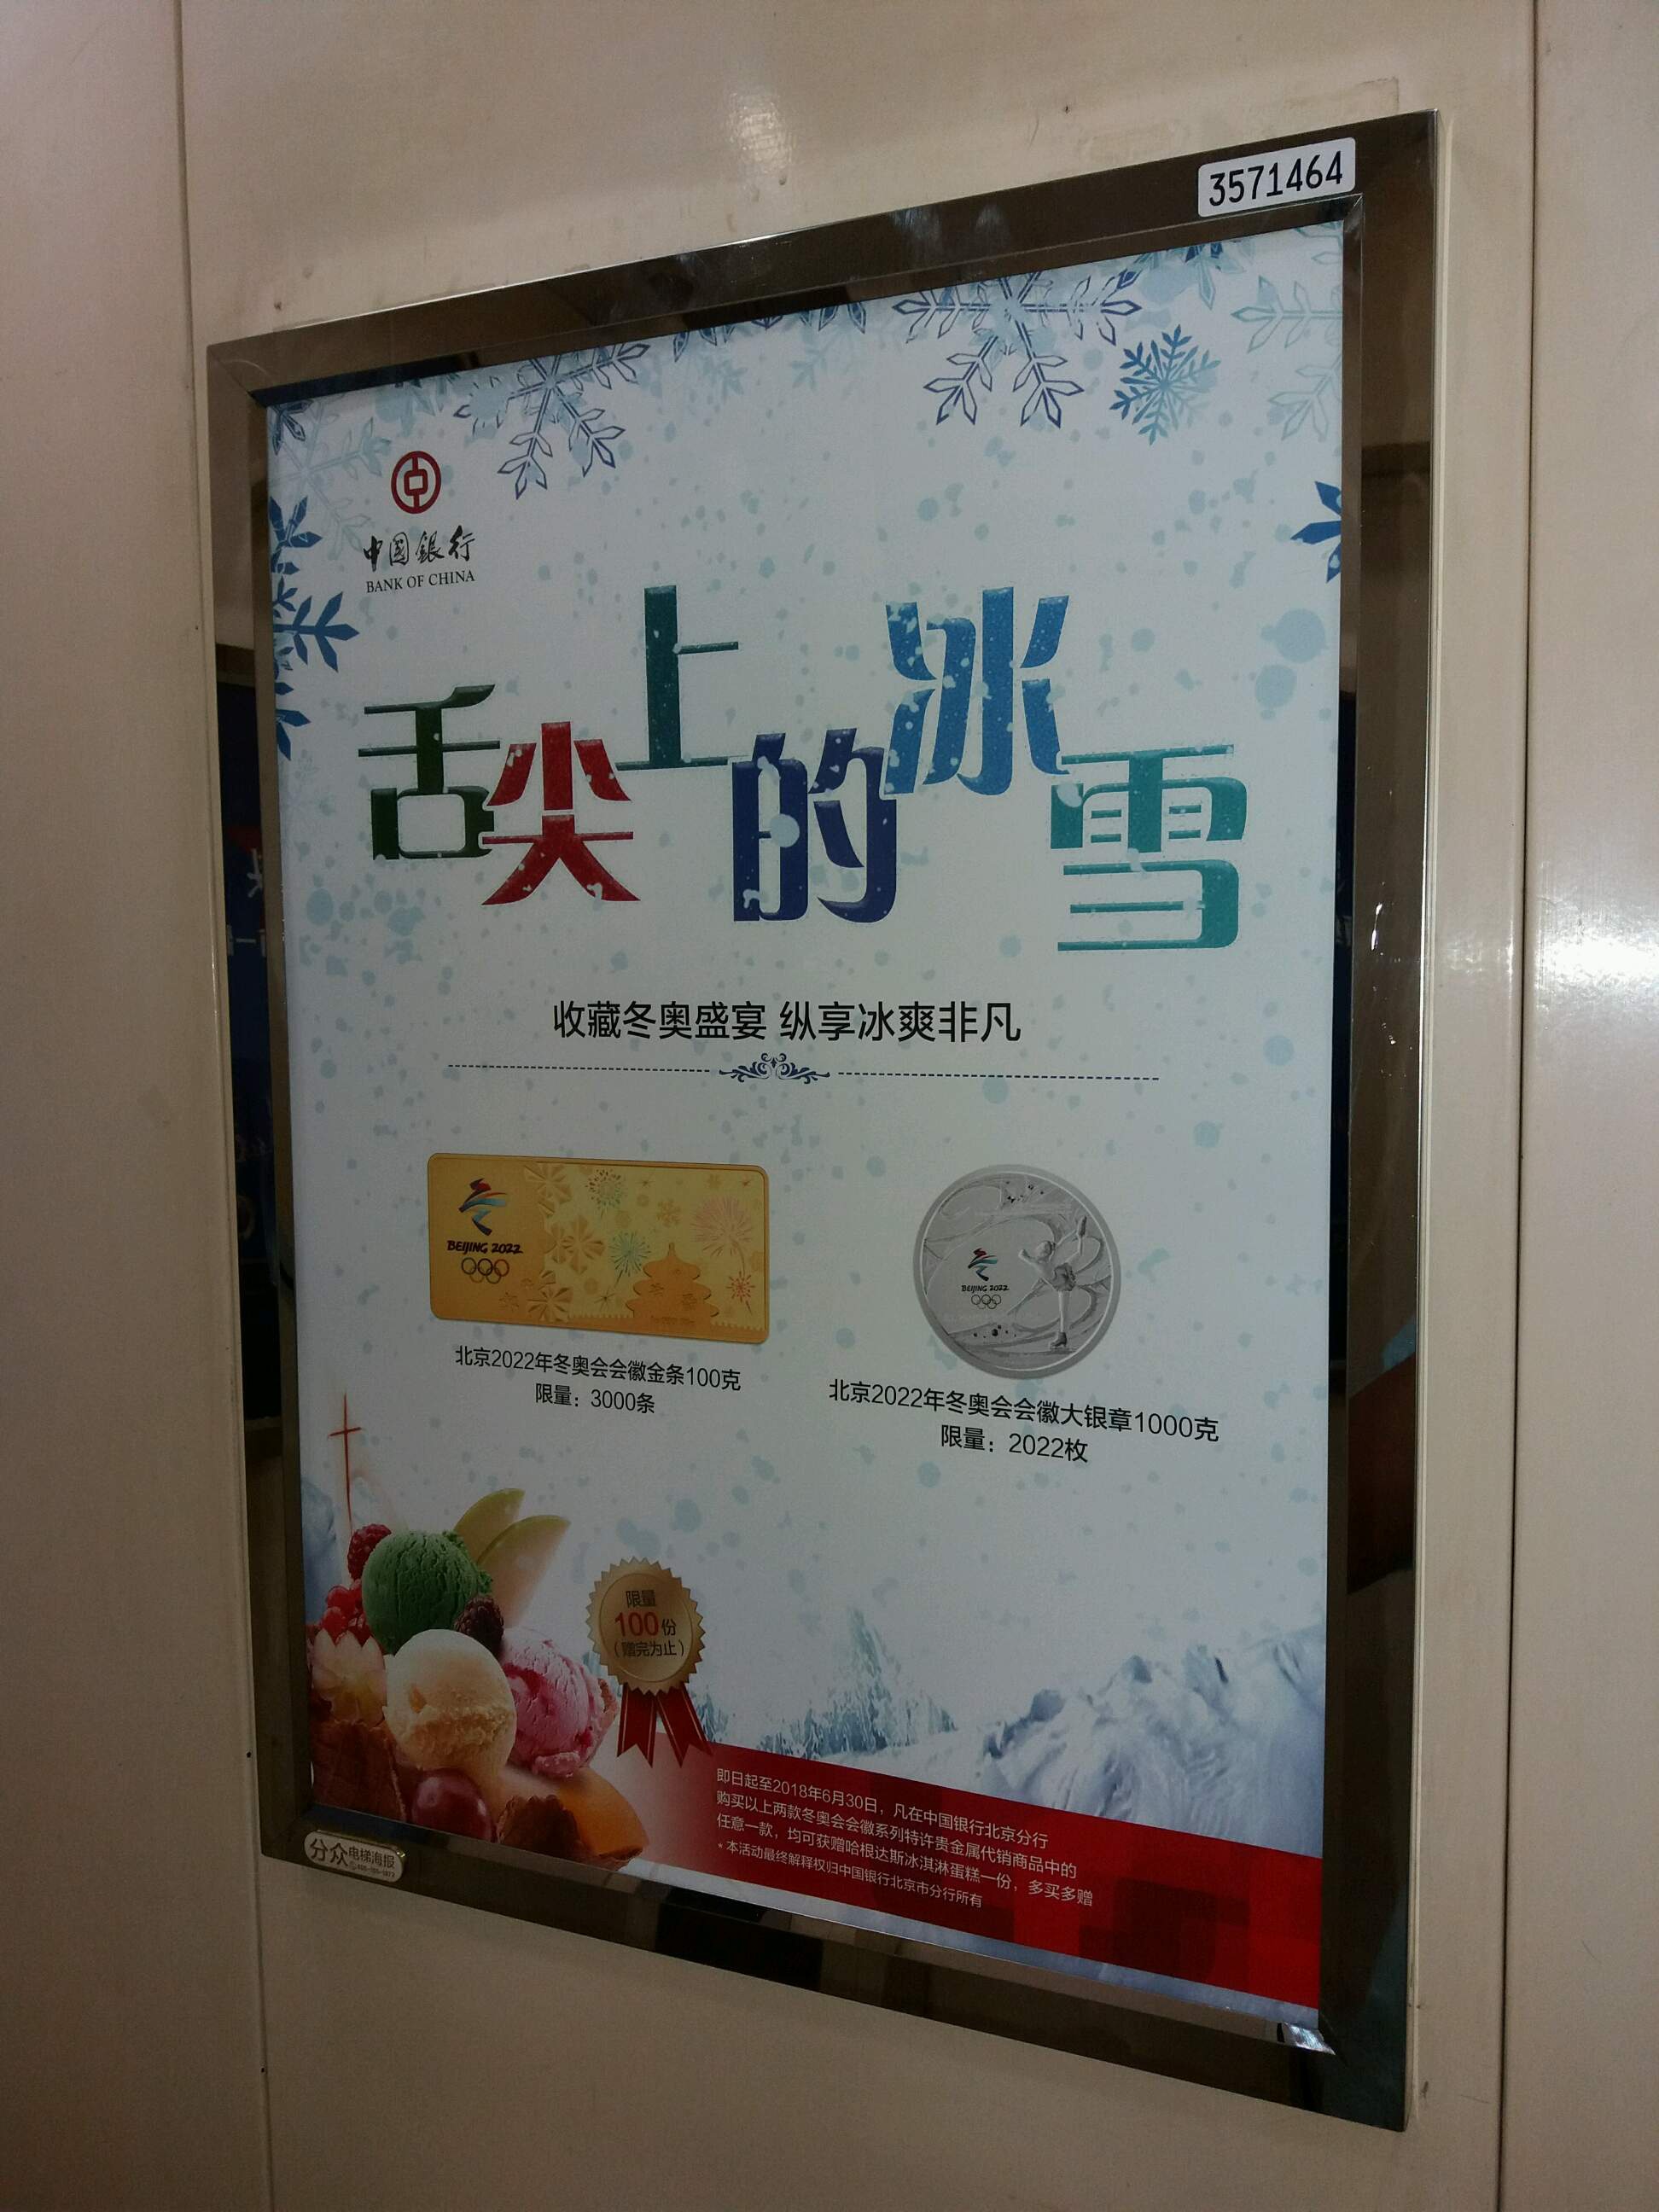 3571464
中国銀行
BANK OF CHINA
舌尖上的冰雪
收藏冬奥盛宴 纵享冰爽非凡
BEIJING 2022
BEIJING 2022
北京2022年冬奥会会徽金条100克
限量：3000条
北京2022年冬奥会会徽大银章1000克
限量：2022枚
限量
100份
（赠完为止）
即日起至2018年6月30日，凡在中国银行北京分行
购买以上两款冬奥会会徽系列特许贵金属代销商品中的
任意一款，均可获赠哈根达斯冰淇淋蛋糕一份，多买多赠
*本活动最终解释权归中国银行北京市分行所有
分众电梯海报